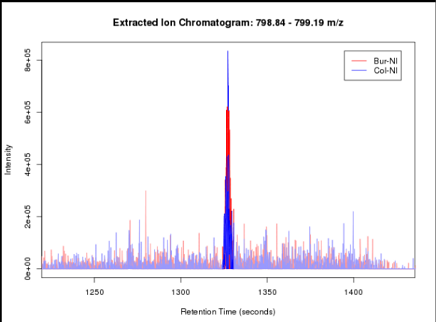 Extracted Ion Chromatogram: 798.84 - 799.19 m/z
8e+05
6e+05
4e+05
2e+05
0e+00
Intensity
Bur-NI
Col-NI
1250 1300 1350 1400
Retention Time (seconds)